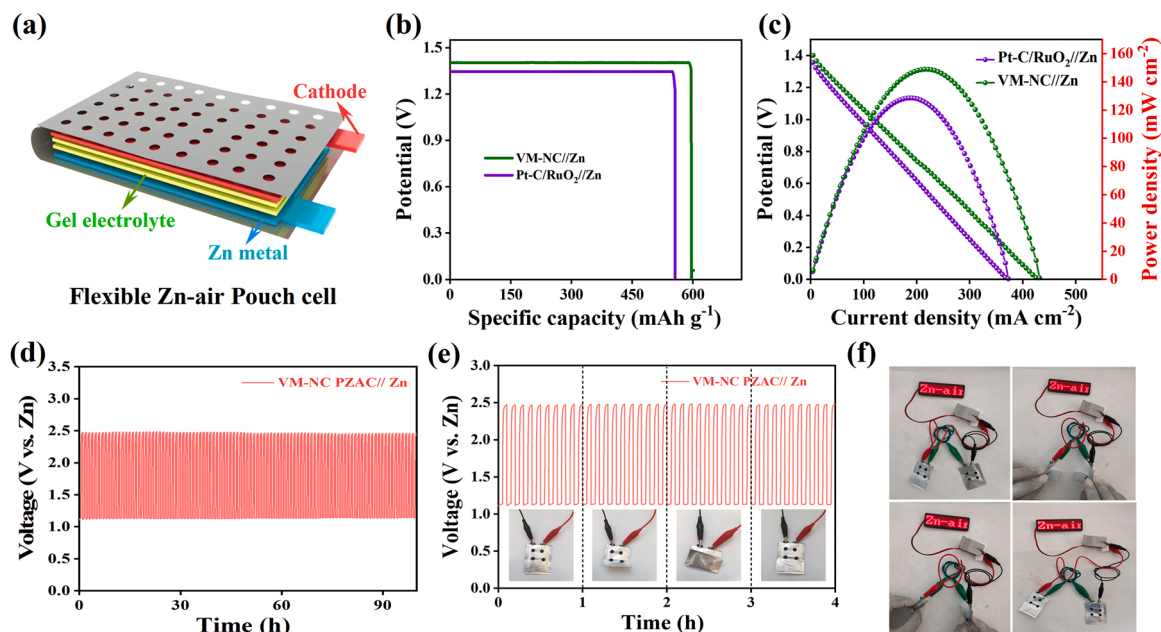 (a)
Cathode
Gel electrolyte
Zn metal
Flexible Zn-air Pouch cell
(b)
Potential (V)
1.5
1.2
0.9
0.6
0.3
0.0
VM-NC//Zn
Pt-C/RuO₂//Zn
0 150 300 450 600
Specific capacity (mAh g⁻¹)
(c)
Potential (V)
1.4
1.2
1.0
0.8
0.6
0.4
0.2
0.0
Pt-C/RuO₂//Zn
VM-NC//Zn
160
140
120
100
80
60
40
20
0
Power density (mW cm⁻²)
0 100 200 300 400 500
Current density (mA cm⁻²)
(d)
Voltage (V vs. Zn)
3.5
3.0
2.5
2.0
1.5
1.0
0.5
0.0
VM-NC PZAC// Zn
0 30 60 90
Time (h)
(e)
Voltage (V vs. Zn)
3.0
2.5
2.0
1.5
1.0
0.5
0.0
VM-NC PZAC// Zn
0 1 2 3 4
Time (h)
(f)
Zn-air
Zn-air
Zn-air
Zn-air